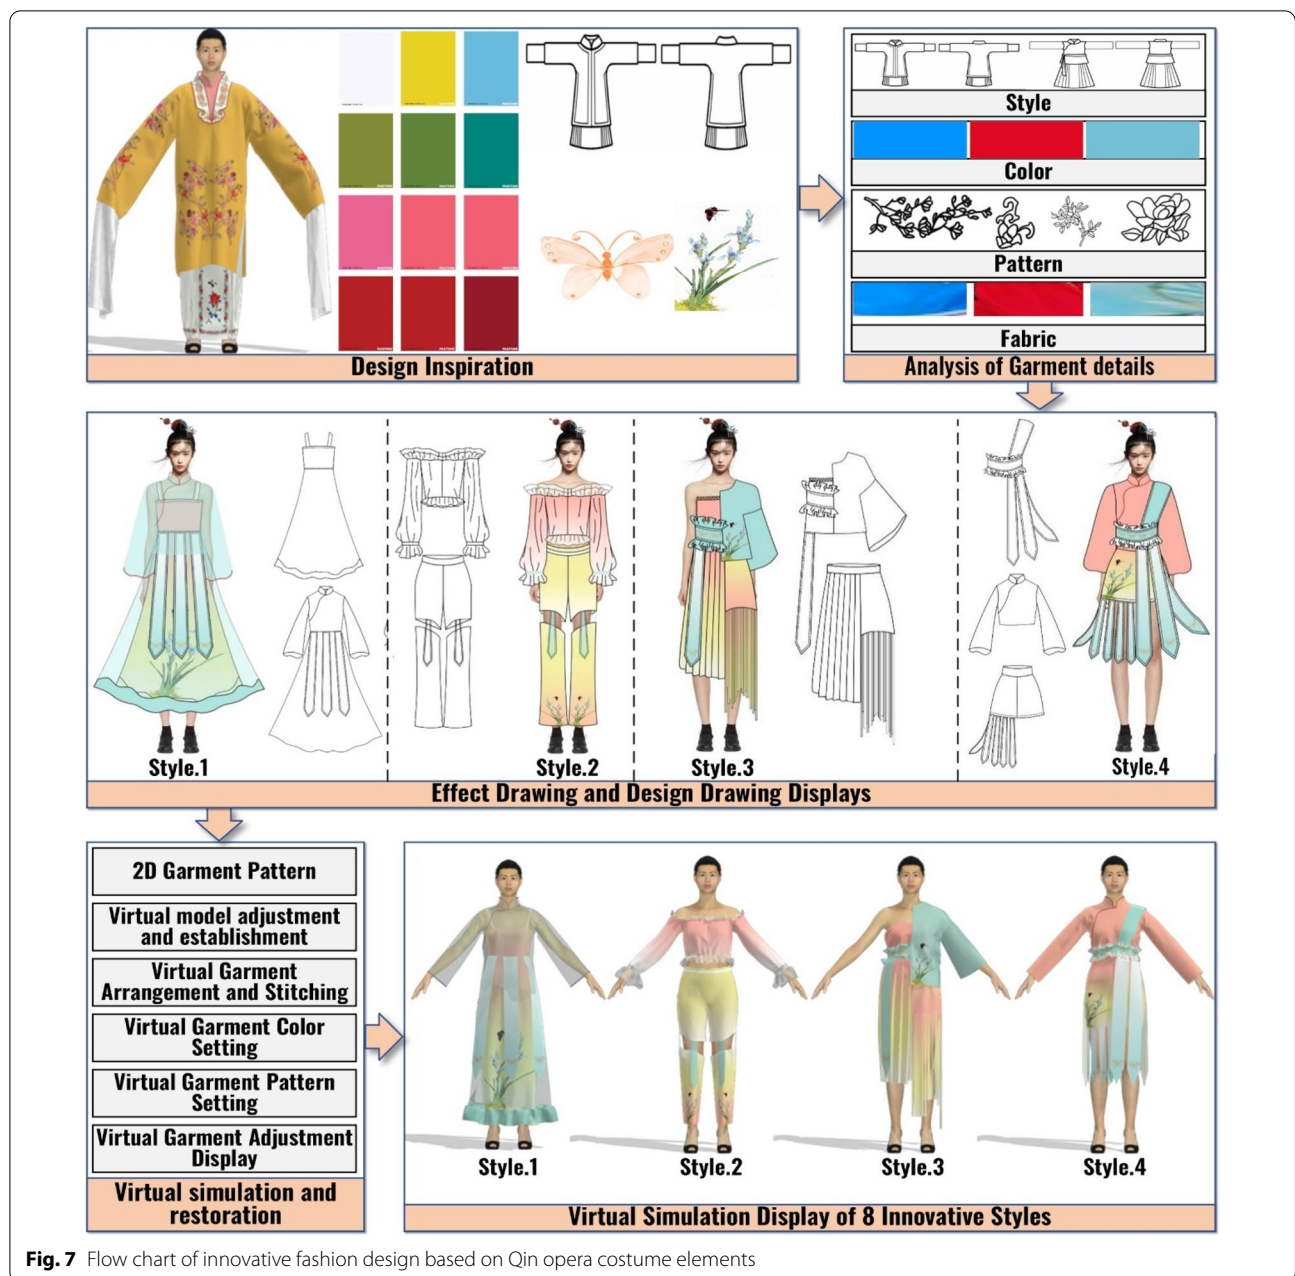 Design Inspiration
Style
Color
Pattern
Fabric
Analysis of Garment details
Style.1
Style.2
Style.3
Style.4
Effect Drawing and Design Drawing Displays
2D Garment Pattern
Virtual model adjustment
and establishment
Virtual Garment
Arrangement and Stitching
Virtual Garment Color
Setting
Virtual Garment Pattern
Setting
Virtual Garment Adjustment
Display
Virtual simulation and
restoration
Style.1
Style.2
Style.3
Style.4
Virtual Simulation Display of 8 Innovative Styles
Fig. 7 Flow chart of innovative fashion design based on Qin opera costume elements